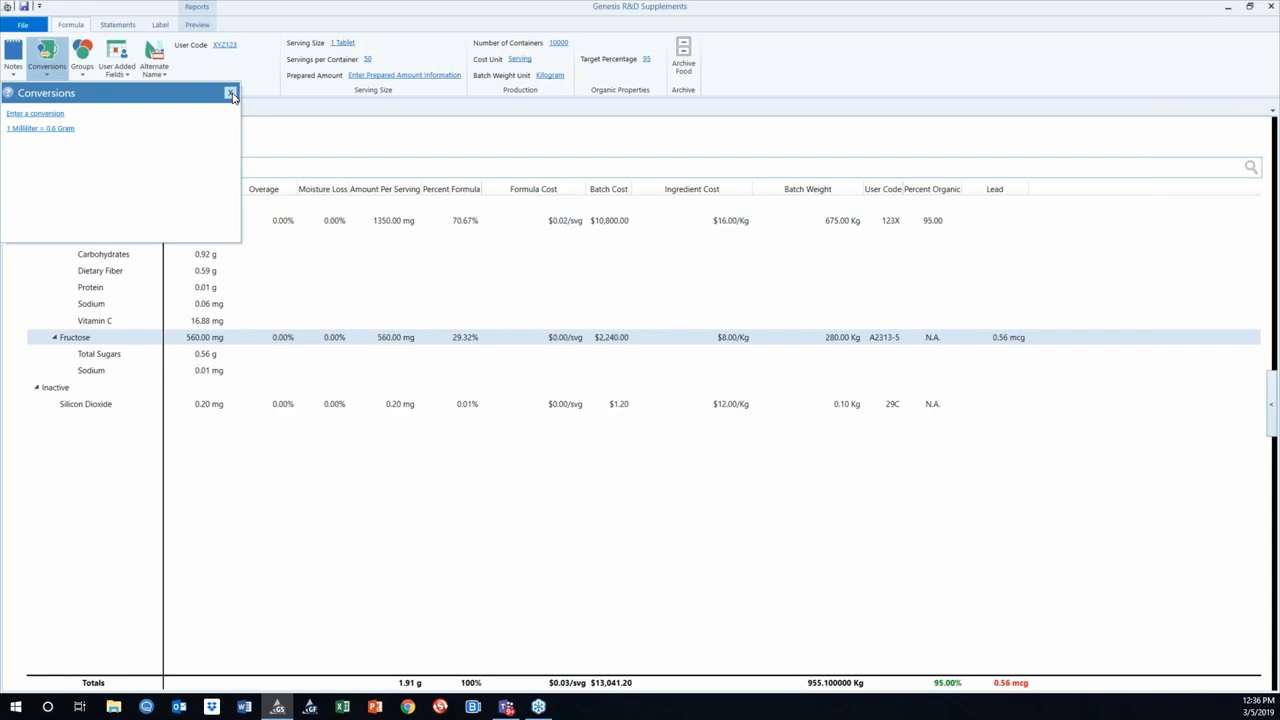 Reports
Genesis R&D Supplements
File Formula Statements Label Preview
Notes
Conversions
Groups
User Added Fields
Alternate Name
User Code XYZ123
Serving Size 1 Tablet
Servings per Container 50
Prepared Amount Enter Prepared Amount Information
Serving Size
Number of Containers 10000
Cost Unit Serving
Batch Weight Unit Kilogram
Production
Target Percentage 95
Organic Properties
Archive Food
Archive
Conversions
Enter a conversion
1 Milliliter = 0.6 Gram
Overage Moisture Loss Amount Per Serving Percent Formula Formula Cost Batch Cost Ingredient Cost Batch Weight User Code Percent Organic Lead
0.00% 0.00% 1350.00 mg 70.67% $0.02/svg $10,800.00 $16.00/Kg 675.00 Kg 123X 95.00
Carbohydrates 0.92 g
Dietary Fiber 0.59 g
Protein 0.01 g
Sodium 0.06 mg
Vitamin C 16.88 mg
Fructose 560.00 mg 0.00% 0.00% 560.00 mg 29.32% $0.00/svg $2,240.00 $8.00/Kg 280.00 Kg A2313-5 N.A. 0.56 mcg
Total Sugars 0.56 g
Sodium 0.01 mg
Inactive
Silicon Dioxide 0.20 mg 0.00% 0.00% 0.20 mg 0.01% $0.00/svg $1.20 $12.00/Kg 0.10 Kg 29C N.A.
Totals 1.91 g 100% $0.03/svg $13,041.20 955.100000 Kg 95.00% 0.56 mcg
12:36 PM
3/5/2019